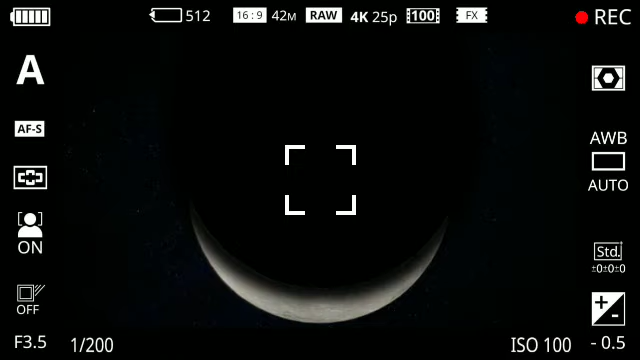 512 16:9 42M RAW 4K 25p 100 FX REC
A
AF-S
AWB
AUTO
ON
Std.
±0±0±0
OFF
F3.5 1/200 ISO 100 - 0.5